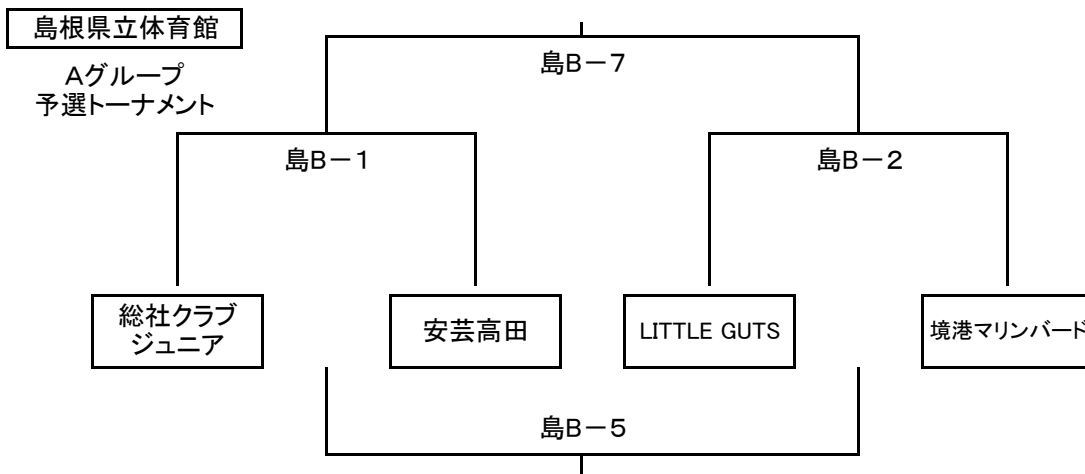 島根県立体育館
Aグループ
予選トーナメント
島B－7
島B－1
島B－2
総社クラブ
ジュニア
安芸高田
LITTLE GUTS
境港マリンバード
島B－5